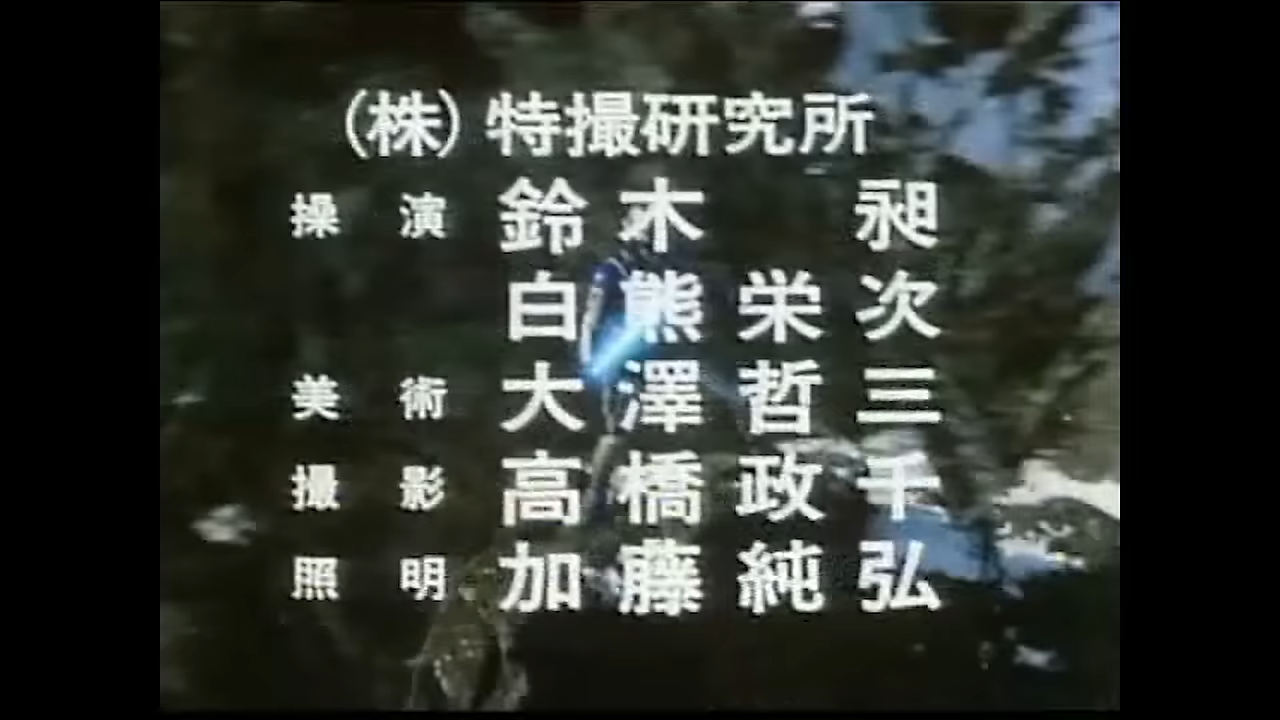 (株)特撮研究所
操演 鈴木 昶
白熊栄次
美術 大澤哲三
撮影 高橋政千
照明 加藤純弘